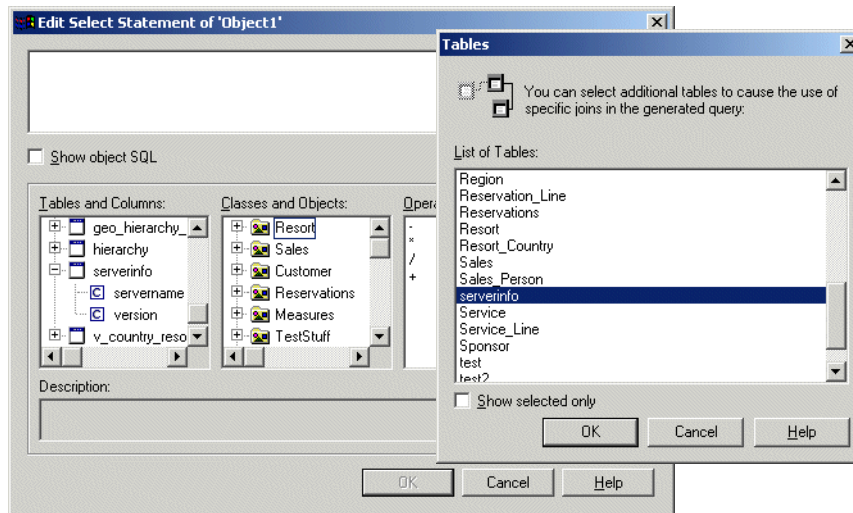 Edit Select Statement of 'Object1'
Show object SQL
Tables and Columns:
geo_hierarchy_
hierarchy
serverinfo
servername
version
v_country_reso
Classes and Objects:
Resort
Sales
Customer
Reservations
Measures
TestStuff
Opera
-
*
/
+
Description:
OK
Cancel
Help
Tables
You can select additional tables to cause the use of
specific joins in the generated query:
List of Tables:
Region
Reservation_Line
Reservations
Resort
Resort_Country
Sales
Sales_Person
serverinfo
Service
Service_Line
Sponsor
test
test2
Show selected only
OK
Cancel
Help